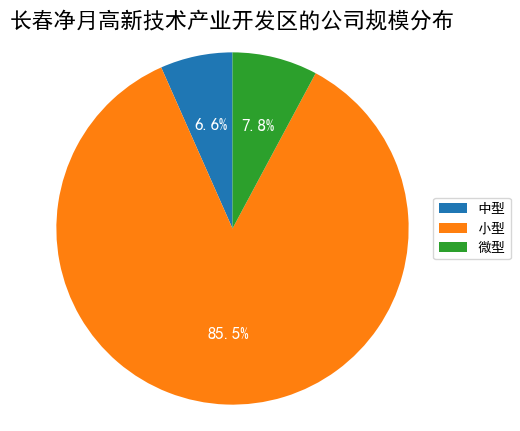 长春净月高新技术产业开发区的公司规模分布
6.6%
7.8%
85.5%
中型
小型
微型